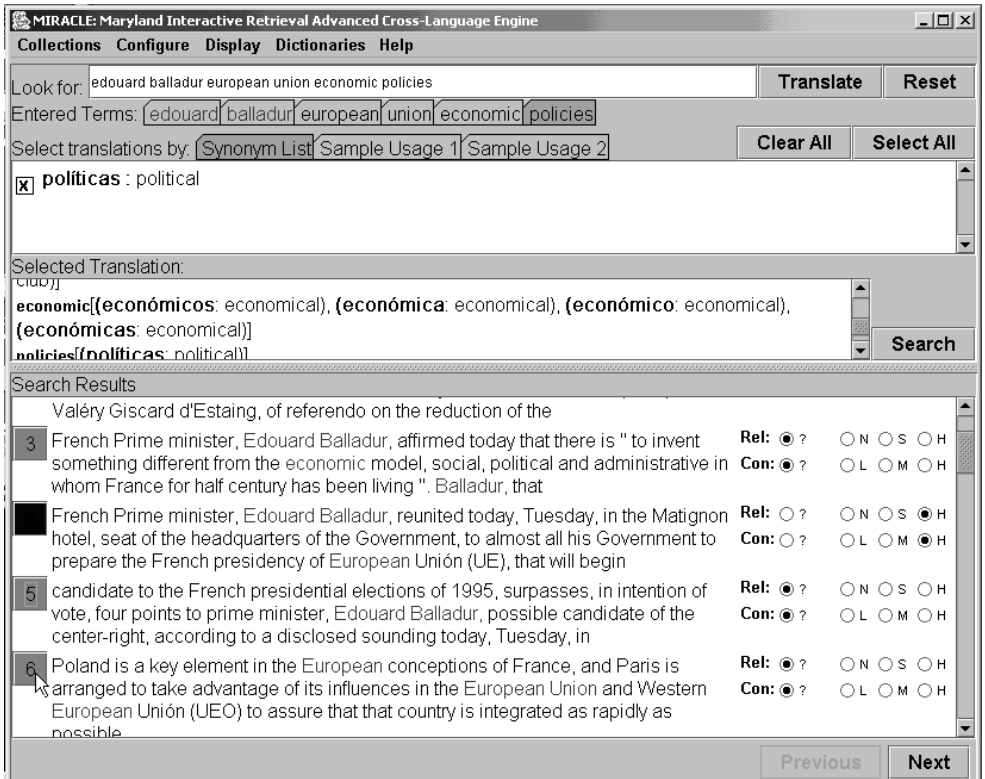 MIRACLE: Maryland Interactive Retrieval Advanced Cross-Language Engine
Collections Configure Display Dictionaries Help
Look for: edouard balladur european union economic policies Translate Reset
Entered Terms: edouard balladur european union economic policies
Select translations by: Synonym List Sample Usage 1 Sample Usage 2 Clear All Select All
X políticas : political
Selected Translation:
club)]
economic[(económicos: economical), (económica: economical), (económico: economical),
(económicas: economical)]
policies[(políticas: political)]
Search
Search Results
Valéry Giscard d'Estaing, of referendo on the reduction of the
3 French Prime minister, Edouard Balladur, affirmed today that there is " to invent Rel: ? N S H
something different from the economic model, social, political and administrative in Con: ? L M H
whom France for half century has been living ". Balladur, that
French Prime minister, Edouard Balladur, reunited today, Tuesday, in the Matignon Rel: ? N S H
hotel, seat of the headquarters of the Government, to almost all his Government to Con: ? L M H
prepare the French presidency of European Unión (UE), that will begin
5 candidate to the French presidential elections of 1995, surpasses, in intention of Rel: ? N S H
vote, four points to prime minister, Edouard Balladur, possible candidate of the Con: ? L M H
center-right, according to a disclosed sounding today, Tuesday, in
6 Poland is a key element in the European conceptions of France, and Paris is Rel: ? N S H
arranged to take advantage of its influences in the European Union and Western Con: ? L M H
European Unión (UEO) to assure that that country is integrated as rapidly as
possible
Previous Next